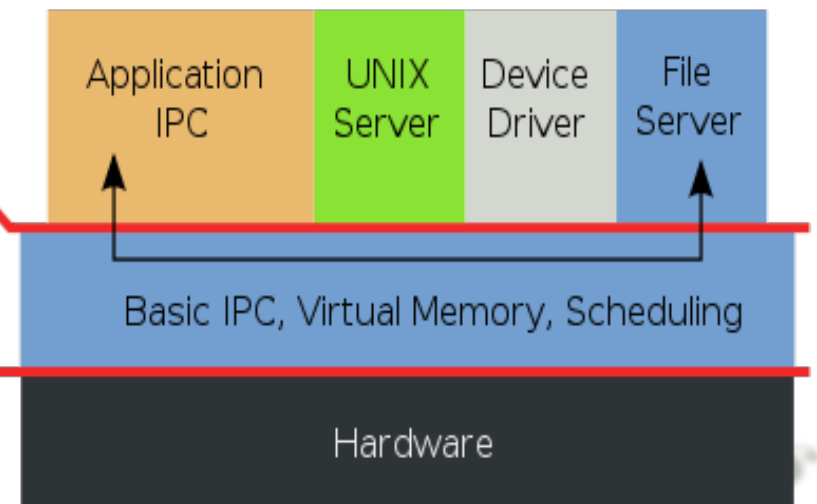 Application
IPC
UNIX
Server
Device
Driver
File
Server
Basic IPC, Virtual Memory, Scheduling
Hardware